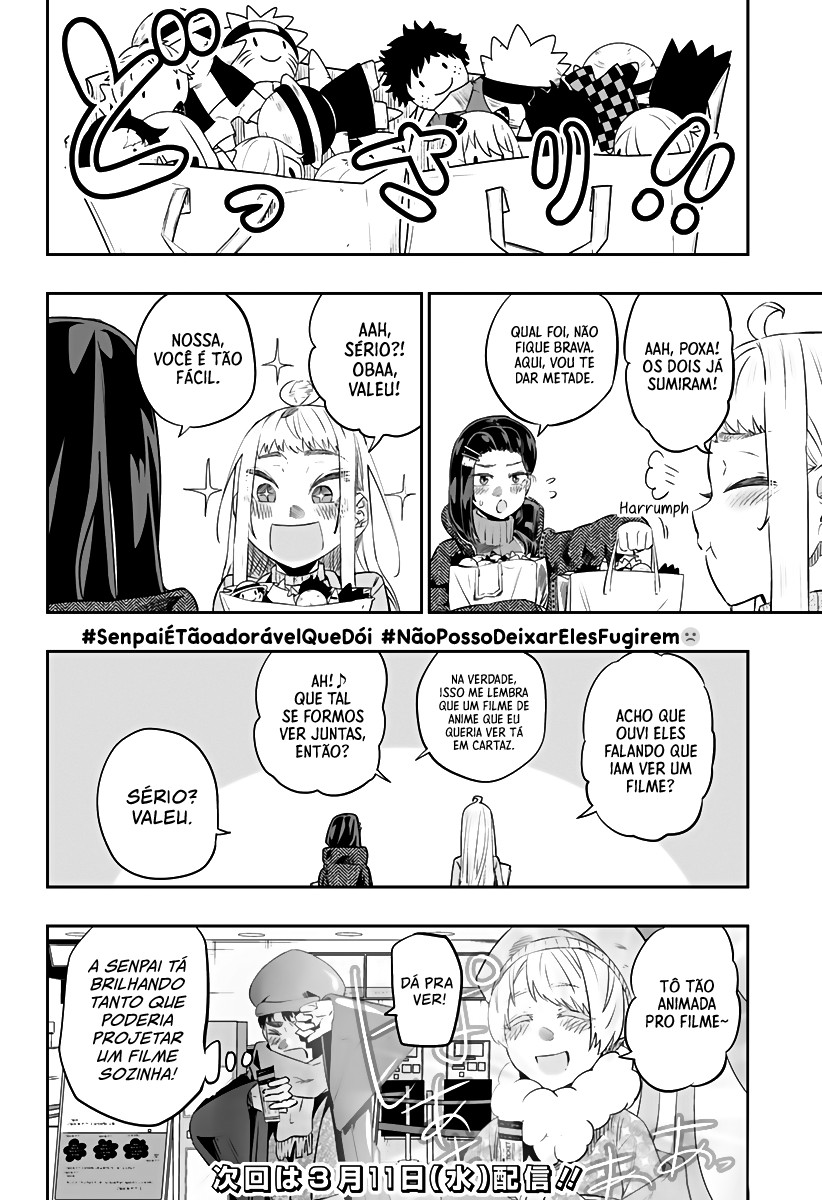 どっさり!!
AAH, POXA!
OS DOIS JÁ
SUMIRAM!
QUAL FOI, NÃO
FIQUE BRAVA.
AQUI, VOU TE
DAR METADE.
Harrumph
AAH,
SÉRIO?!
OBAA,
VALEU!
NOSSA,
VOCÊ É TÃO
FÁCIL.
#SenpaiÉTãoadorávelQueDói #NãoPossoDeixarElesFugirem☹
ACHO QUE
OUVI ELES
FALANDO QUE
IAM VER UM
FILME?
NA VERDADE,
ISSO ME LEMBRA
QUE UM FILME DE
ANIME QUE EU
QUERIA VER TÁ
EM CARTAZ.
AH!♪
QUE TAL
SE FORMOS
VER JUNTAS,
ENTÃO?
SÉRIO?
VALEU.
TÔ TÃO
ANIMADA
PRO FILME~
DÁ PRA
VER!
A SENPAI TÁ
BRILHANDO
TANTO QUE
PODERIA
PROJETAR
UM FILME
SOZINHA!
次回は3月11日(水)配信!!